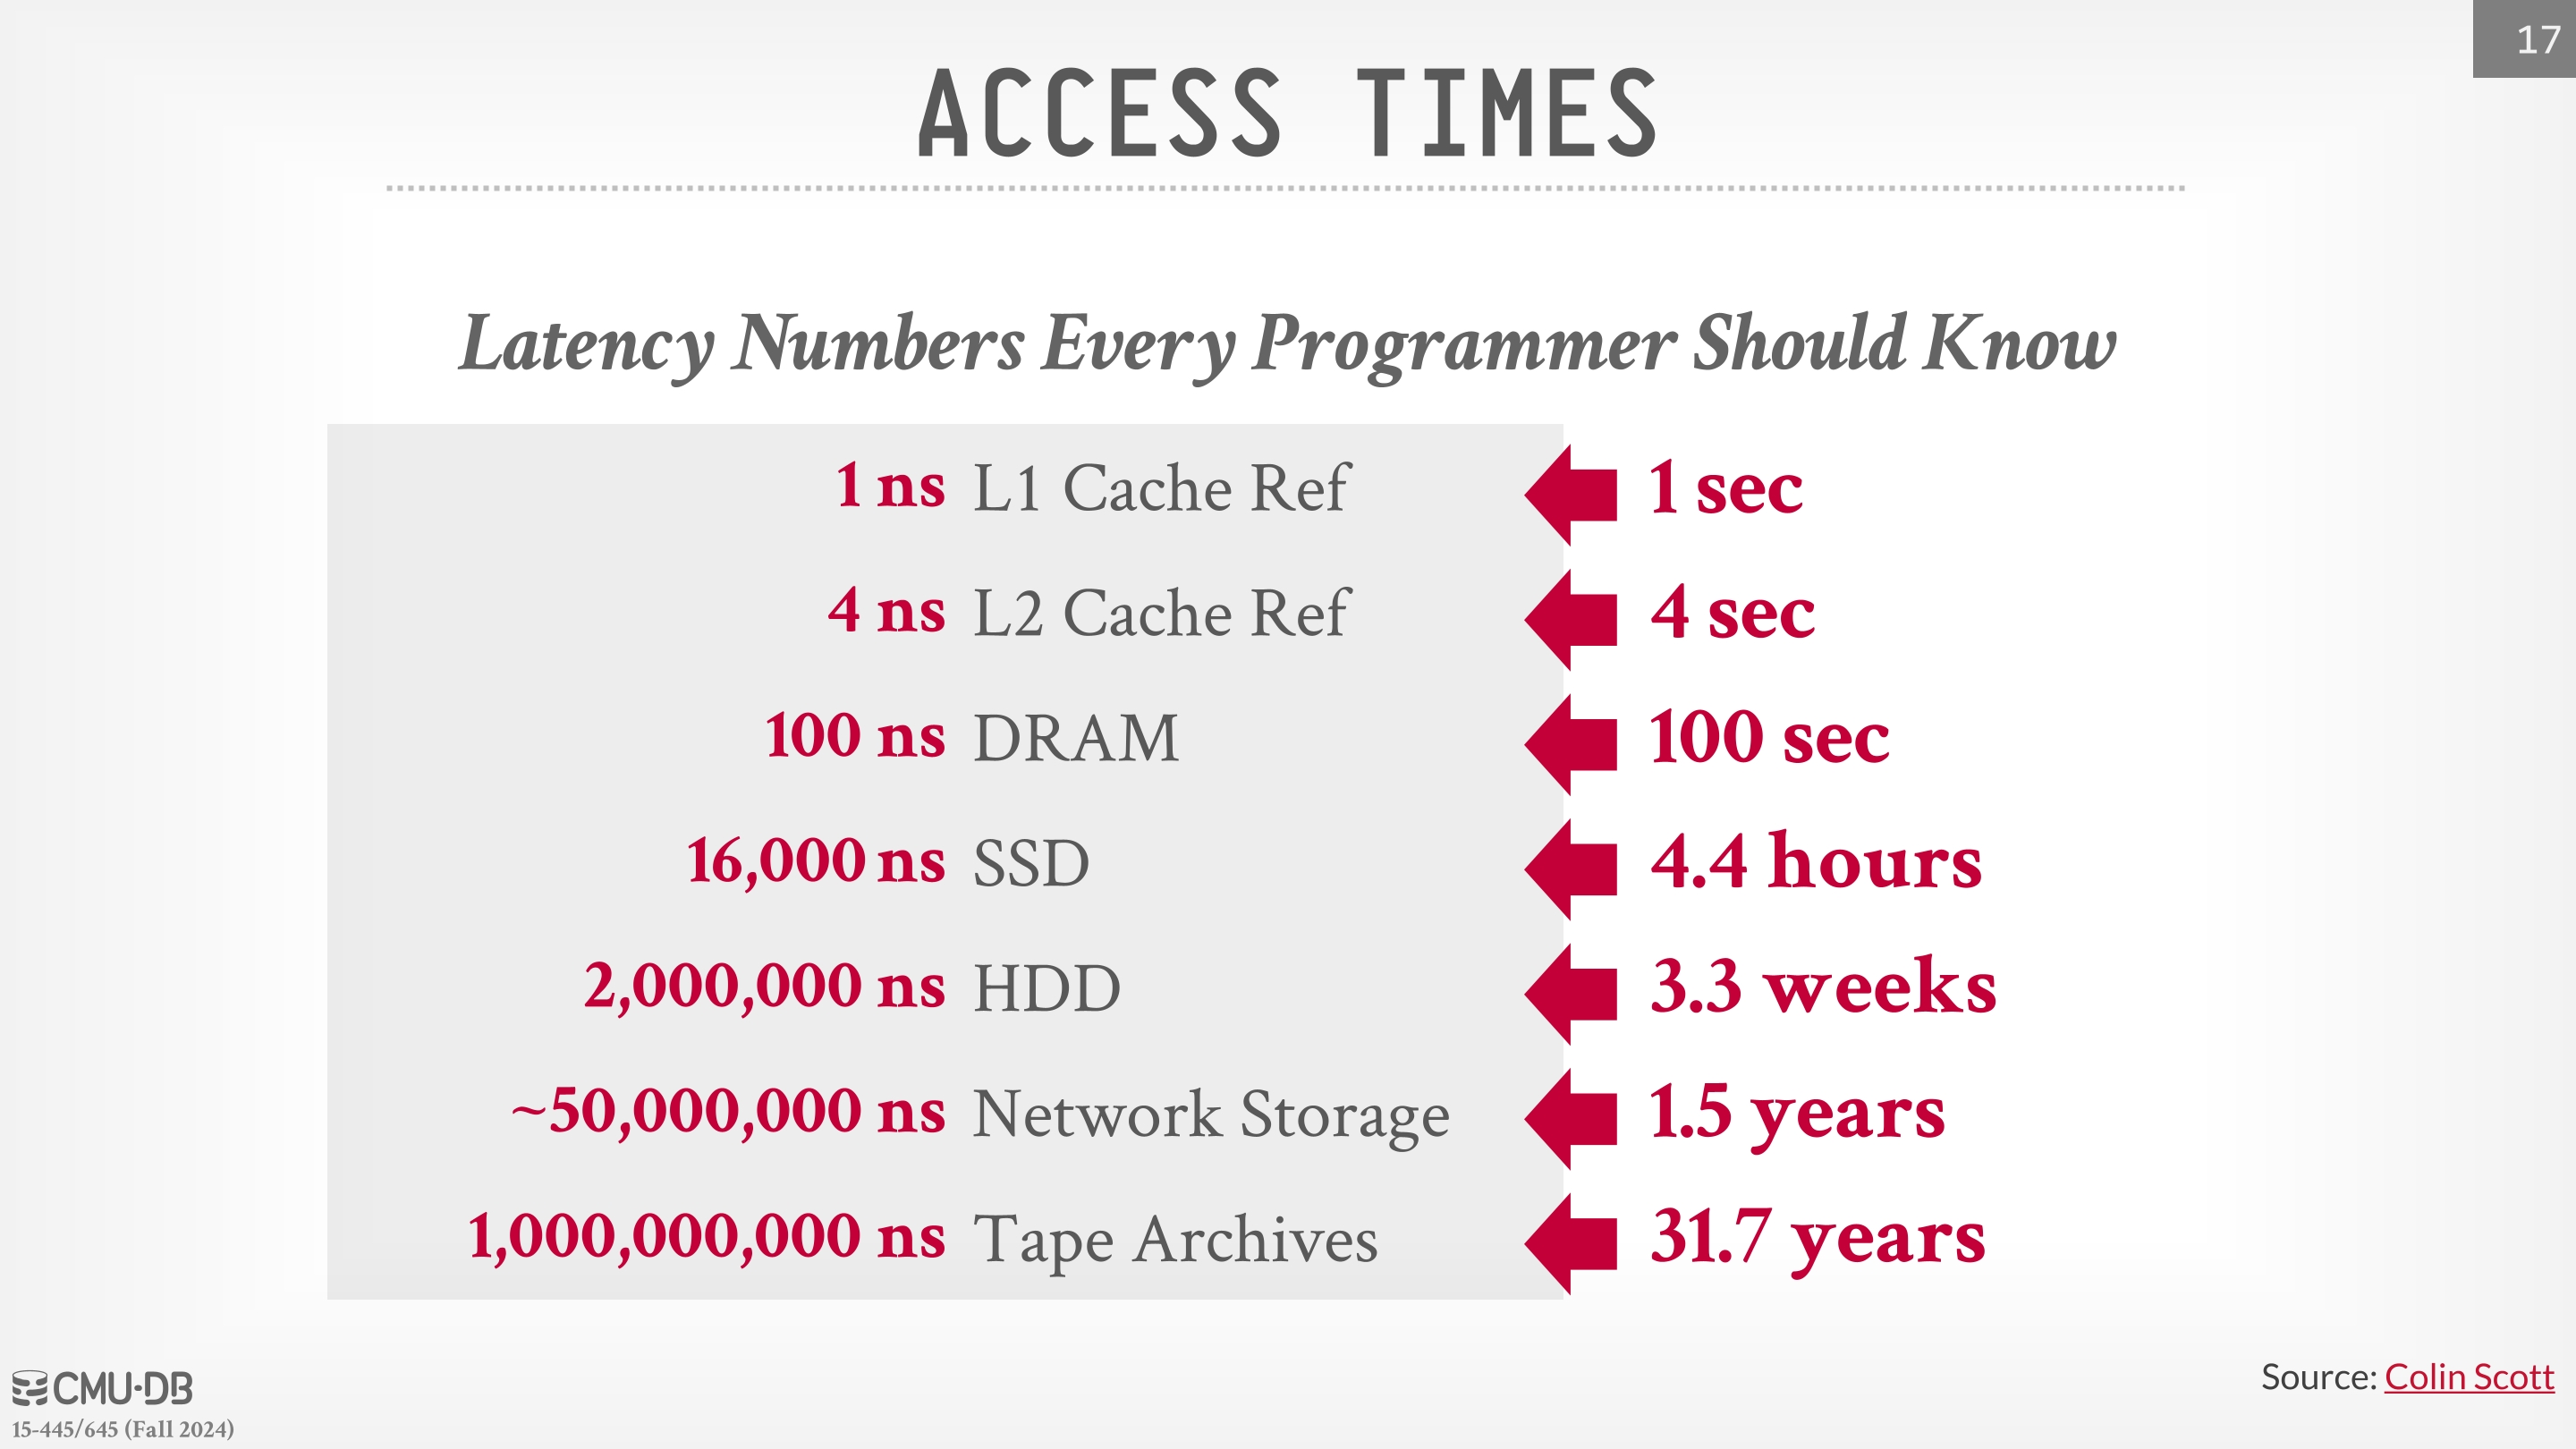 17
ACCESS TIMES
Latency Numbers Every Programmer Should Know
1 ns L1 Cache Ref 1 sec
4 ns L2 Cache Ref 4 sec
100 ns DRAM 100 sec
16,000 ns SSD 4.4 hours
2,000,000 ns HDD 3.3 weeks
~50,000,000 ns Network Storage 1.5 years
1,000,000,000 ns Tape Archives 31.7 years
Source: Colin Scott
CMU·DB
15-445/645 (Fall 2024)